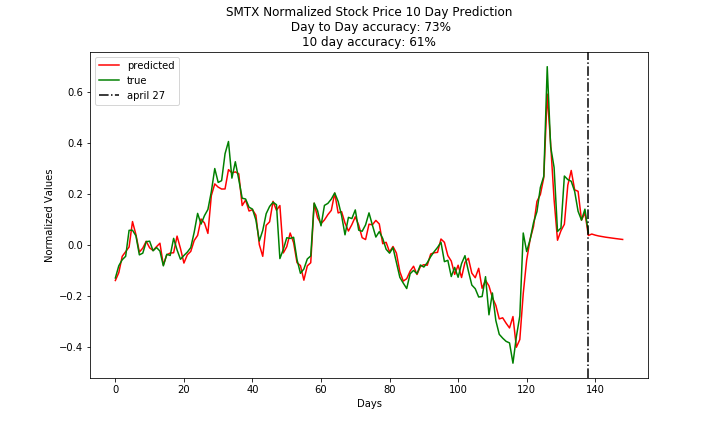 SMTX Normalized Stock Price 10 Day Prediction
Day to Day accuracy: 73%
10 day accuracy: 61%
predicted
true
april 27
Normalized Values
0.6
0.4
0.2
0.0
−0.2
−0.4
0 20 40 60 80 100 120 140
Days